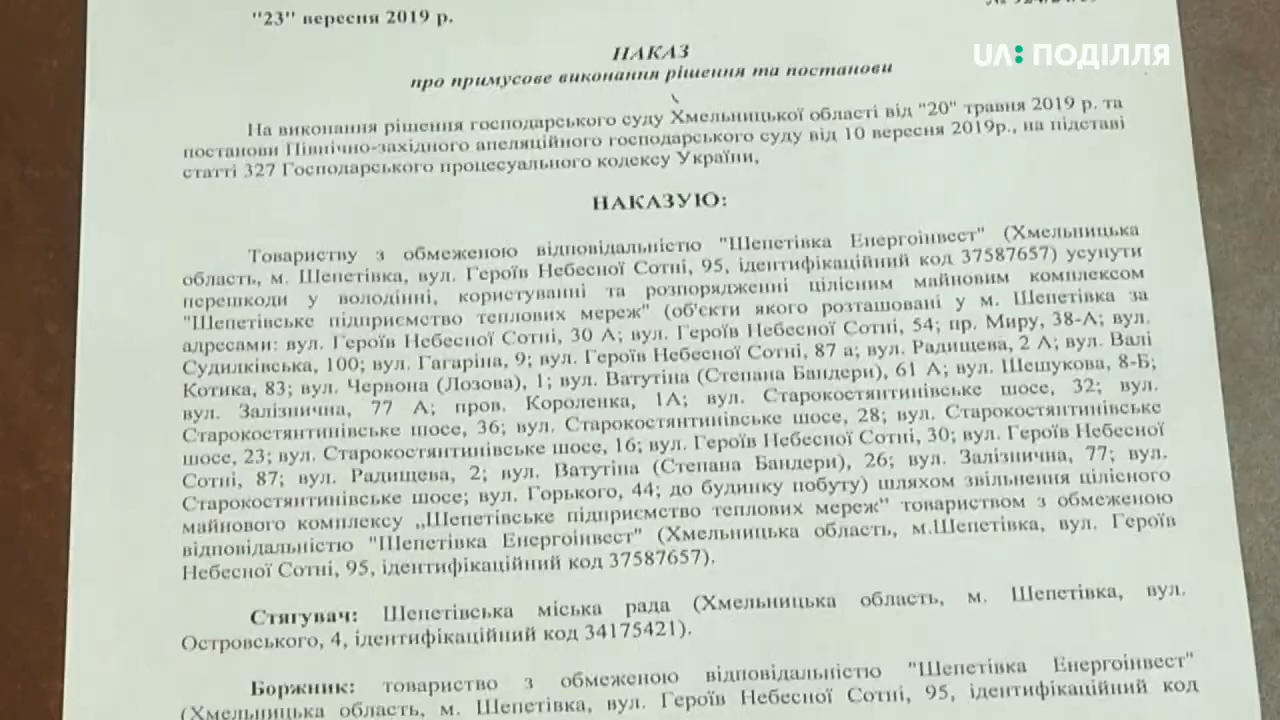 "23" вересня 2019 р.
UA: ПОДІЛЛЯ
НАКАЗ
про примусове виконання рішення та постанови
На виконання рішення господарського суду Хмельницької області від "20" травня 2019 р. та
постанови Північно-західного апеляційного господарського суду від 10 вересня 2019р., на підставі
статті 327 Господарського процесуального кодексу України,
НАКАЗУЮ:
Товариству з обмеженою відповідальністю "Шепетівка Енергоінвест" (Хмельницька
область, м. Шепетівка, вул. Героїв Небесної Сотні, 95, ідентифікаційний код 37587657) усунути
перешкоди у володінні, користуванні та розпорядженні цілісним майновим комплексом
"Шепетівське підприємство теплових мереж" (об'єкти якого розташовані у м. Шепетівка за
адресами: вул. Героїв Небесної Сотні, 30 А; вул. Героїв Небесної Сотні, 54; пр. Миру, 38-А; вул.
Судилківська, 100; вул. Гагаріна, 9; вул. Героїв Небесної Сотні, 87 а; вул. Радищева, 2 А; вул. Валі
Котика, 83; вул. Червона (Лозова), 1; вул. Ватутіна (Степана Бандери), 61 А; вул. Шешукова, 8-Б;
вул. Залізнична, 77 А; пров. Короленка, 1А; вул. Старокостянтинівське шосе, 32; вул.
Старокостянтинівське шосе, 36; вул. Старокостянтинівське шосе, 28; вул. Старокостянтинівське
шосе, 23; вул. Старокостянтинівське шосе, 16; вул. Героїв Небесної Сотні, 30; вул. Героїв Небесної
Сотні, 87; вул. Радищева, 2; вул. Ватутіна (Степана Бандери), 26; вул. Залізнична, 77; вул.
Старокостянтинівське шосе; вул. Горького, 44; до будинку побуту) шляхом звільнення цілісного
майнового комплексу „Шепетівське підприємство теплових мереж" товариством з обмеженою
відповідальністю "Шепетівка Енергоінвест" (Хмельницька область, м.Шепетівка, вул. Героїв
Небесної Сотні, 95, ідентифікаційний код 37587657).
Стягувач: Шепетівська міська рада (Хмельницька область, м. Шепетівка, вул.
Островського, 4, ідентифікаційний код 34175421).
Боржник: товариство з обмеженою відповідальністю "Шепетівка Енергоінвест"
(Хмельницька область, м. Шепетівка, вул. Героїв Небесної Сотні, 95, ідентифікаційний код